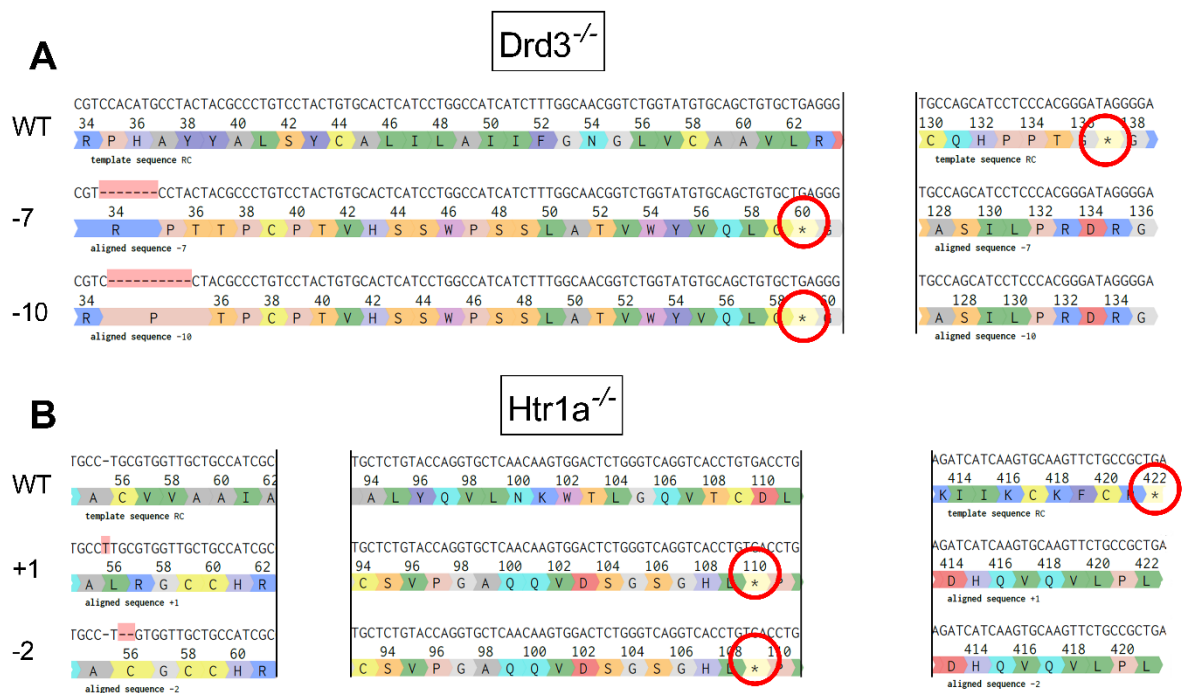 A
Drd3-/-
WT
CGTCCACATGCCTACTACGCCCTGTCCTACTGTGCACTCATCCTGGCCATCATCTTTGGCAACGGTCTGGTATGTGCAGCTGTGCTGAGGG TGCCAGCATCCTCCCACGGGATAGGGGA
34 36 38 40 42 44 46 48 50 52 54 56 58 60 62 130 132 134 136 138
R P H A Y Y A L S Y C A L I L A I I F G N G L V C A A V L R C Q H P P T G * G
template sequence RC template sequence RC
-7
CGT-------CCTACTACGCCCTGTCCTACTGTGCACTCATCCTGGCCATCATCTTTGGCAACGGTCTGGTATGTGCAGCTGTGCTGAGGG TGCCAGCATCCTCCCACGGGATAGGGGA
34 36 38 40 42 44 46 48 50 52 54 56 58 60 128 130 132 134 136
R P T T P C P T V H S S W P S S L A T V W Y V Q L C * G A S I L P R D R G
aligned sequence -7 aligned sequence -7
-10
CGTC----------CTACGCCCTGTCCTACTGTGCACTCATCCTGGCCATCATCTTTGGCAACGGTCTGGTATGTGCAGCTGTGCTGAGGG TGCCAGCATCCTCCCACGGGATAGGGGA
34 36 38 40 42 44 46 48 50 52 54 56 58 60 128 130 132 134
R P T P C P T V H S S W P S S L A T V W Y V Q L C * G A S I L P R D R G
aligned sequence -10 aligned sequence -10
B
Htr1a-/-
WT
TGCC-TGCGTGGTTGCTGCCATCGC TGCTCTGTACCAGGTGCTCAACAAGTGGACTCTGGGTCAGGTCACCTGTGACCTG AGATCATCAAGTGCAAGTTCTGCCGCTGA
56 58 60 62 94 96 98 100 102 104 106 108 110 414 416 418 420 422
A C V V A A I A A L Y Q V L N K W T L G Q V T C D L K I I K C K F C R *
template sequence RC template sequence RC template sequence RC
+1
TGCCTTGCGTGGTTGCTGCCATCGC TGCTCTGTACCAGGTGCTCAACAAGTGGACTCTGGGTCAGGTCACCTGTGACCTG AGATCATCAAGTGCAAGTTCTGCCGCTGA
56 58 60 62 94 96 98 100 102 104 106 108 110 414 416 418 420 422
A L R G C C H R C S V P G A Q Q V D S G S G H L * P D H Q V Q V L P L
aligned sequence +1 aligned sequence +1 aligned sequence +1
-2
TGCC-T--GTGGTTGCTGCCATCGC TGCTCTGTACCAGGTGCTCAACAAGTGGACTCTGGGTCAGGTCACCTGTGACCTG AGATCATCAAGTGCAAGTTCTGCCGCTGA
56 58 60 94 96 98 100 102 104 106 108 110 414 416 418 420
A C G C C H R C S V P G A Q Q V D S G S G H L * P D H Q V Q V L P L
aligned sequence -2 aligned sequence -2 aligned sequence -2